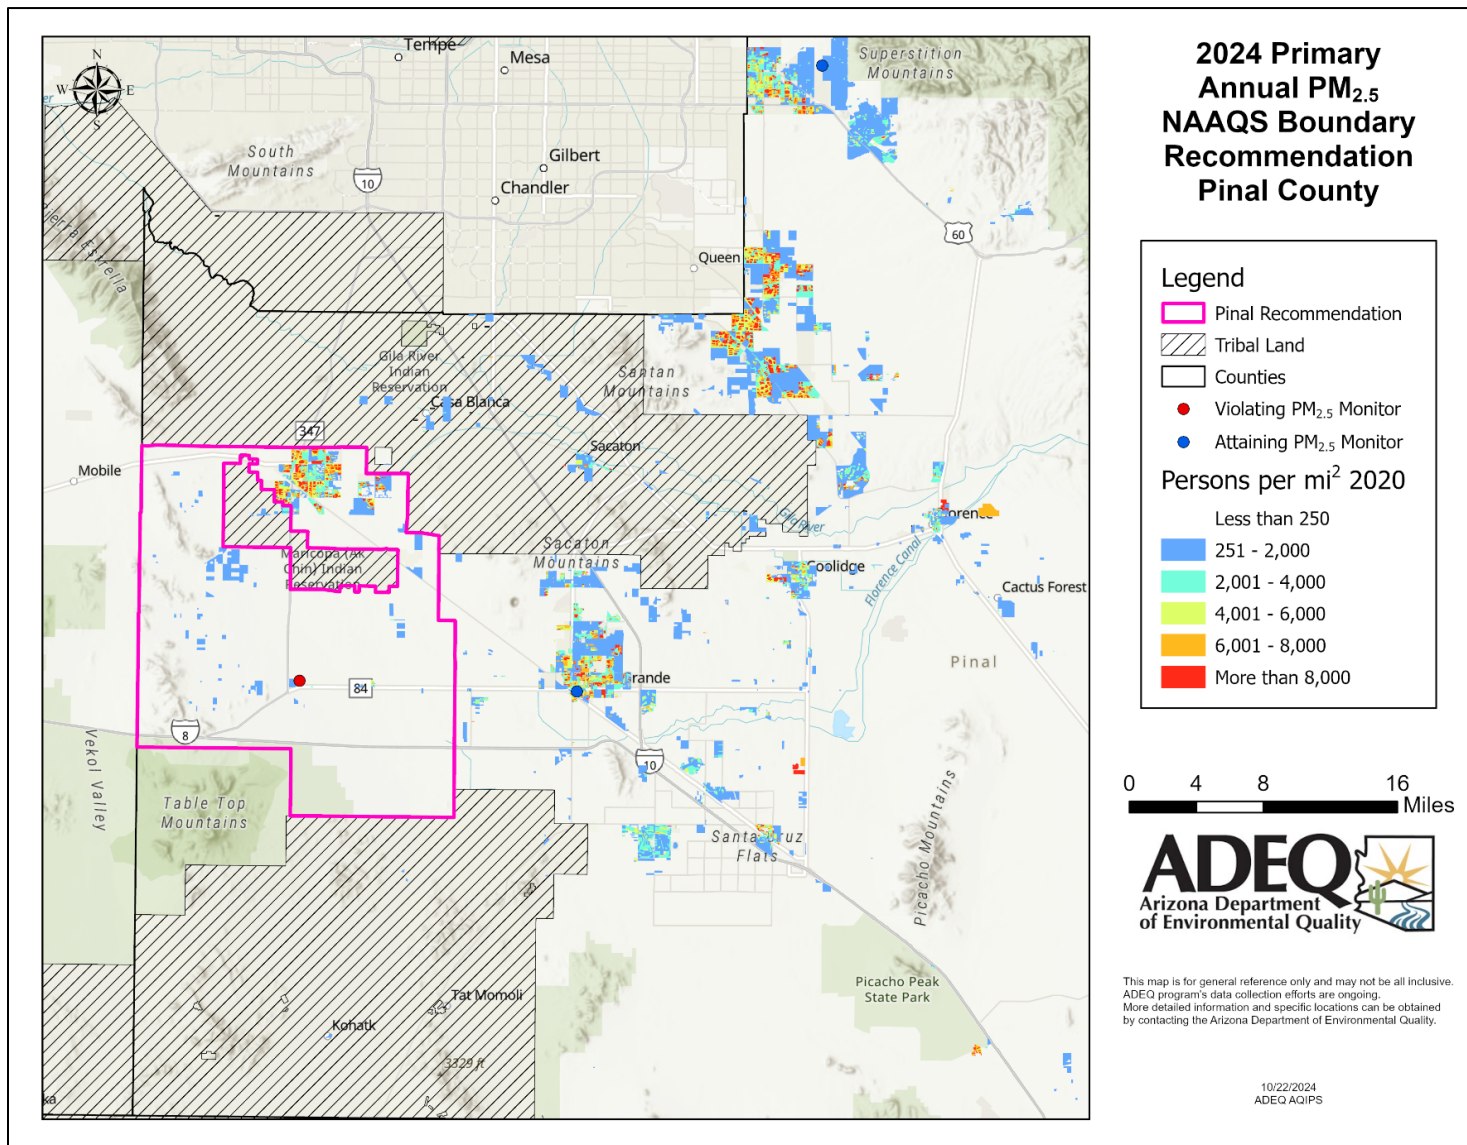 2024 Primary
Annual PM2.5
NAAQS Boundary
Recommendation
Pinal County
Legend
Pinal Recommendation
Tribal Land
Counties
Violating PM2.5 Monitor
Attaining PM2.5 Monitor
Persons per mi2 2020
Less than 250
251 - 2,000
2,001 - 4,000
4,001 - 6,000
6,001 - 8,000
More than 8,000
0 4 8 16
Miles
ADEQ
Arizona Department
of Environmental Quality
This map is for general reference only and may not be all inclusive.
ADEQ program's data collection efforts are ongoing.
More detailed information and specific locations can be obtained
by contacting the Arizona Department of Environmental Quality.
10/22/2024
ADEQ AQIPS
N
W E
S
Tempe
Mesa
Superstition
Mountains
South
Mountains
10
Gilbert
Chandler
Sierra Estrella
60
Queen
Gila River
Indian
Reservation
Santan
Mountains
Casa Blanca
347
Sacaton
Mobile
Gila River
Florence
Sacaton
Mountains
Maricopa (Ak
Chin) Indian
Reservation
Coolidge
Florence Canal
Cactus Forest
Pinal
84
Grande
8
10
Vekol Valley
Table Top
Mountains
Santa Cruz
Flats
Picacho Mountains
Picacho Peak
State Park
Tat Momoli
Kohatk
3329 ft